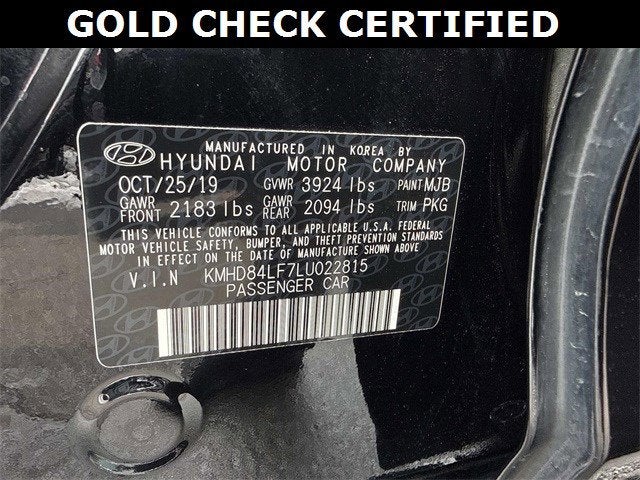 GOLD CHECK CERTIFIED
MANUFACTURED IN KOREA BY
HYUNDAI MOTOR COMPANY
OCT/25/19 GVWR 3924 lbs PAINT MJB
GAWR FRONT 2183 lbs GAWR REAR 2094 lbs TRIM PKG
THIS VEHICLE CONFORMS TO ALL APPLICABLE U.S.A. FEDERAL
MOTOR VEHICLE SAFETY, BUMPER, AND THEFT PREVENTION STANDARDS
IN EFFECT ON THE DATE OF MANUFACTURE SHOWN ABOVE.
V.I.N KMHD84LF7LU022815
PASSENGER CAR